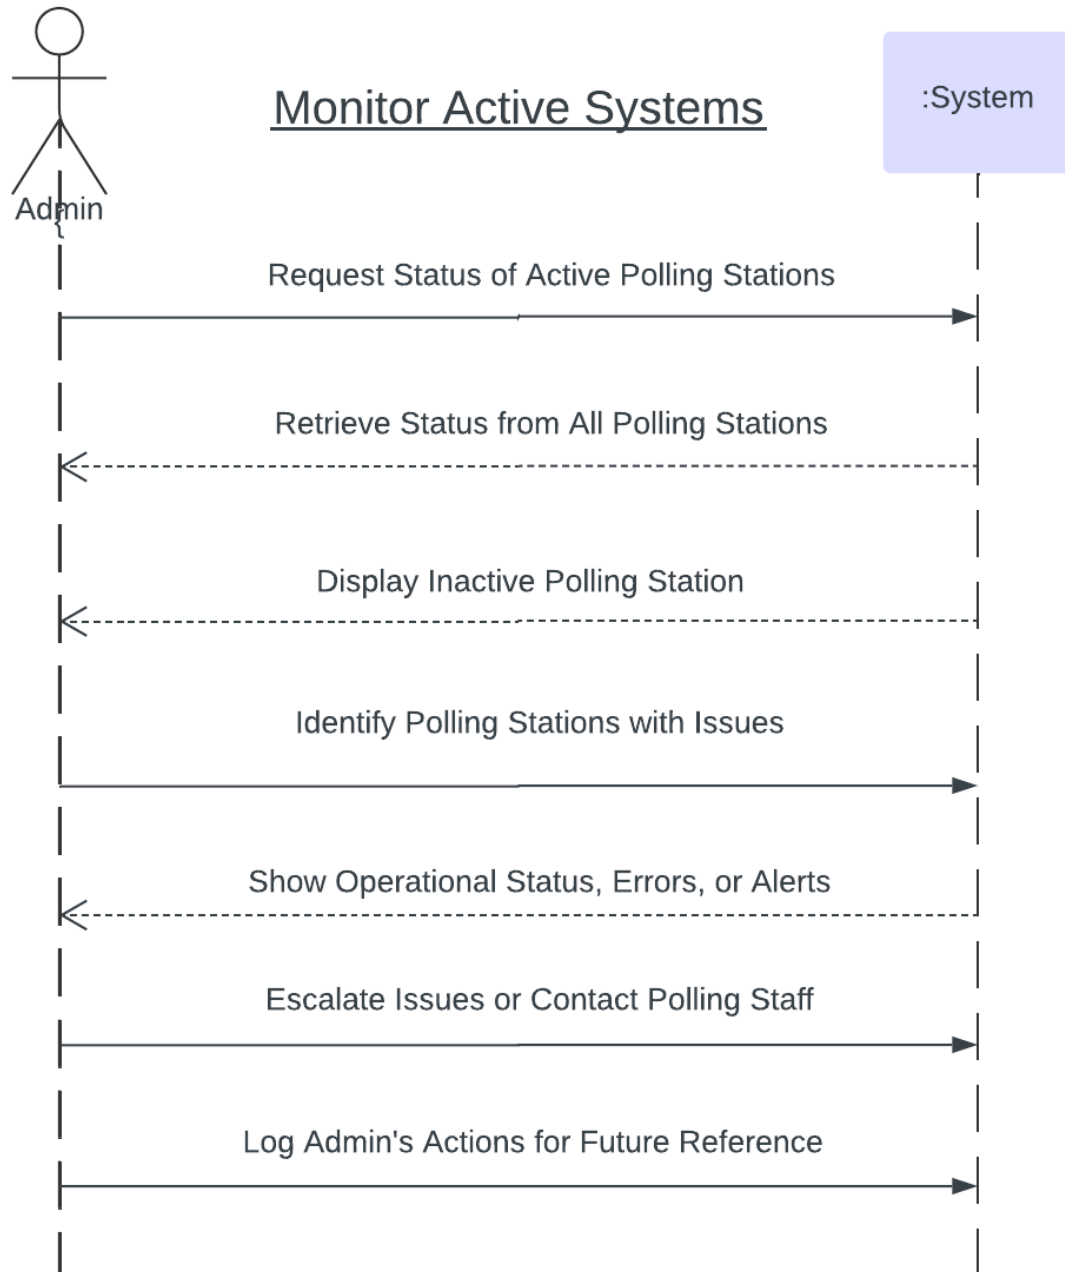 Monitor Active Systems
:System
Admin
{
Request Status of Active Polling Stations
Retrieve Status from All Polling Stations
Display Inactive Polling Station
Identify Polling Stations with Issues
Show Operational Status, Errors, or Alerts
Escalate Issues or Contact Polling Staff
Log Admin's Actions for Future Reference